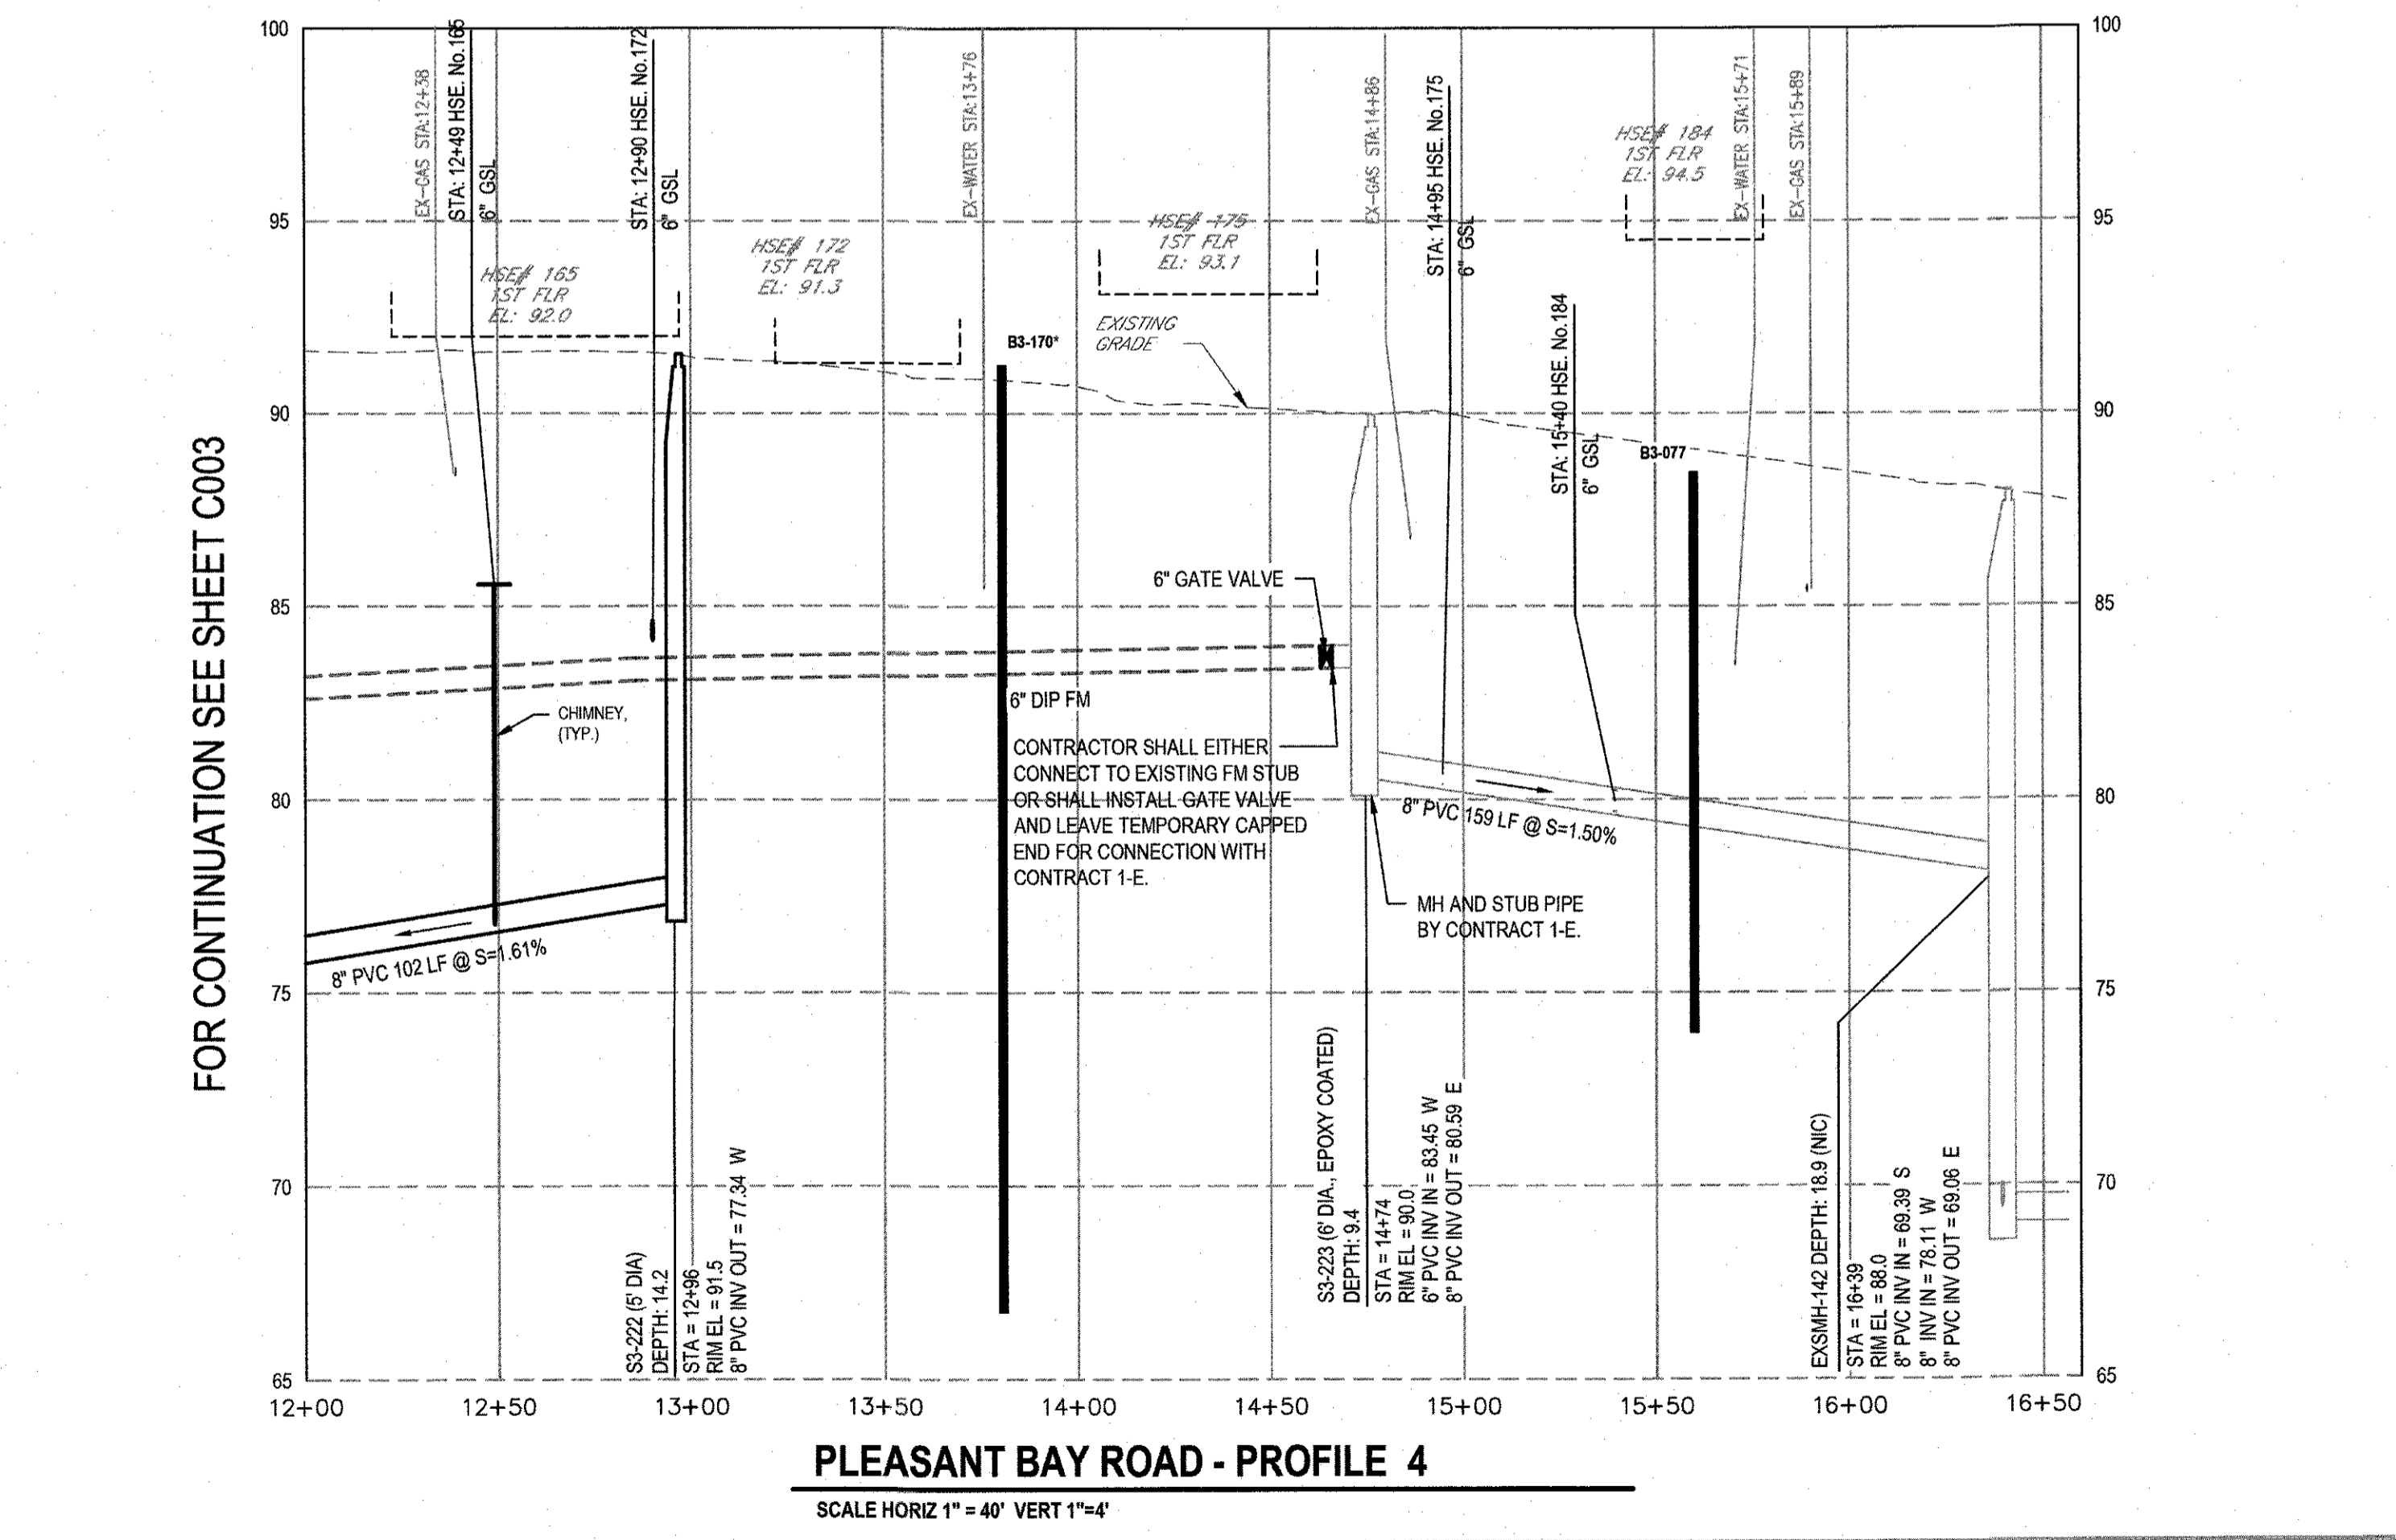 100
95
90
85
80
75
70
65
100
95
90
85
80
75
70
65
FOR CONTINUATION SEE SHEET C003
EX-GAS STA:12+38
STA: 12+49 HSE. No.165
6" GSL
STA: 12+90 HSE. No.172
6" GSL
EX-WATER STA:13+76
EX-GAS STA:14+86
STA: 14+95 HSE. No.175
6" GSL
STA: 15+40 HSE. No.184
6" GSL
EX-WATER STA:15+71
EX-GAS STA:15+89
HSE# 165
1ST FLR
EL: 92.0
HSE# 172
1ST FLR
EL: 91.3
HSE# 175
1ST FLR
EL: 93.1
HSE# 184
1ST FLR
EL: 94.5
B3-170*
EXISTING
GRADE
B3-077
6" GATE VALVE
6" DIP FM
CHIMNEY,
(TYP.)
CONTRACTOR SHALL EITHER
CONNECT TO EXISTING FM STUB
OR SHALL INSTALL GATE VALVE
AND LEAVE TEMPORARY CAPPED
END FOR CONNECTION WITH
CONTRACT 1-E.
8" PVC 159 LF @ S=1.50%
MH AND STUB PIPE
BY CONTRACT 1-E.
8" PVC 102 LF @ S=1.61%
S3-222 (5' DIA)
DEPTH: 14.2
STA = 12+96
RIM EL = 91.5
8" PVC INV OUT = 77.34 W
S3-223 (6' DIA., EPOXY COATED)
DEPTH: 9.4
STA = 14+74
RIM EL = 90.0
6" PVC INV IN = 83.45 W
8" PVC INV OUT = 80.59 E
EXSMH-142 DEPTH: 18.9 (NIC)
STA = 16+39
RIM EL = 88.0
8" PVC INV IN = 69.39 S
8" INV IN = 78.11 W
8" PVC INV OUT = 69.06 E
12+00
12+50
13+00
13+50
14+00
14+50
15+00
15+50
16+00
16+50
PLEASANT BAY ROAD - PROFILE 4
SCALE HORIZ 1" = 40' VERT 1"=4'